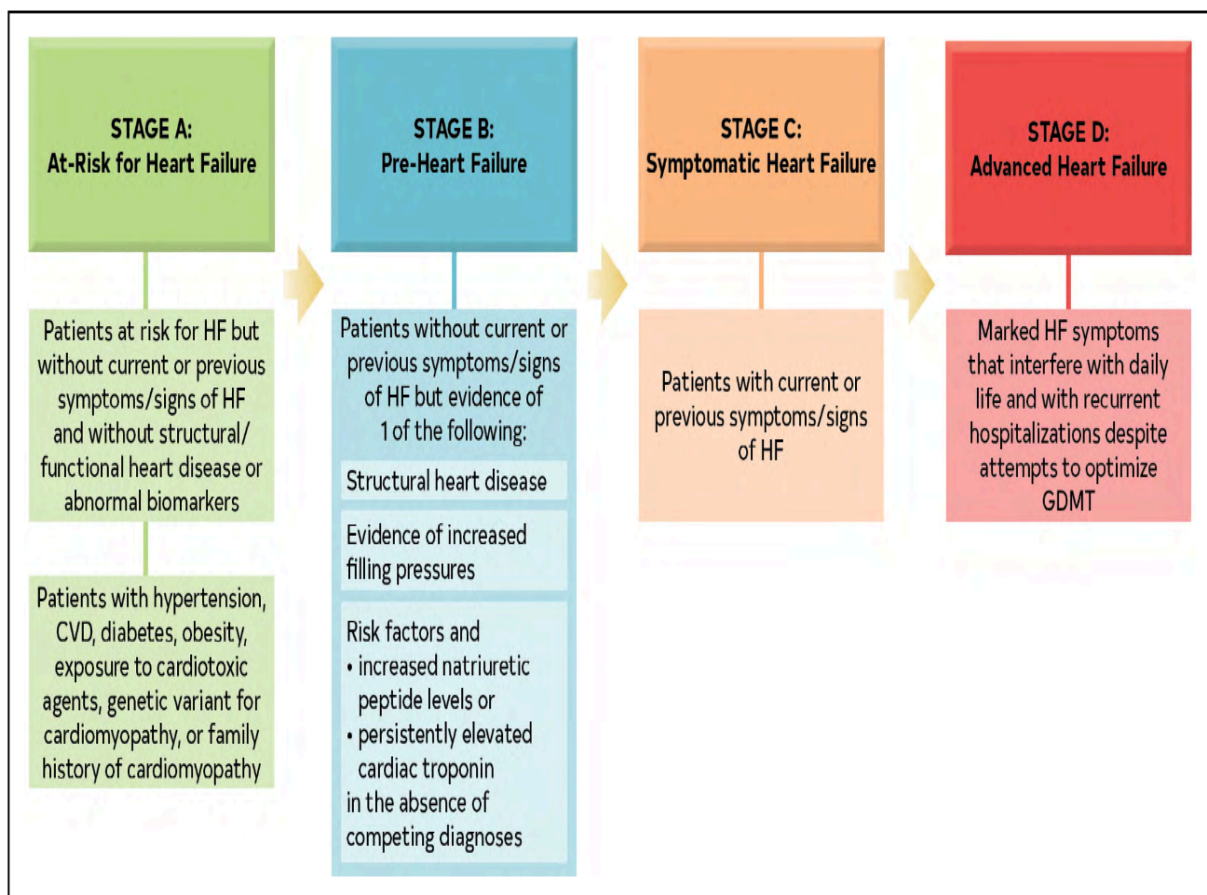 STAGE A:
At-Risk for Heart Failure
Patients at risk for HF but
without current or previous
symptoms/signs of HF
and without structural/
functional heart disease or
abnormal biomarkers
Patients with hypertension,
CVD, diabetes, obesity,
exposure to cardiotoxic
agents, genetic variant for
cardiomyopathy, or family
history of cardiomyopathy
STAGE B:
Pre-Heart Failure
Patients without current or
previous symptoms/signs
of HF but evidence of
1 of the following:
Structural heart disease
Evidence of increased
filling pressures
Risk factors and
• increased natriuretic
peptide levels or
• persistently elevated
cardiac troponin
in the absence of
competing diagnoses
STAGE C:
Symptomatic Heart Failure
Patients with current or
previous symptoms/signs
of HF
STAGE D:
Advanced Heart Failure
Marked HF symptoms
that interfere with daily
life and with recurrent
hospitalizations despite
attempts to optimize
GDMT